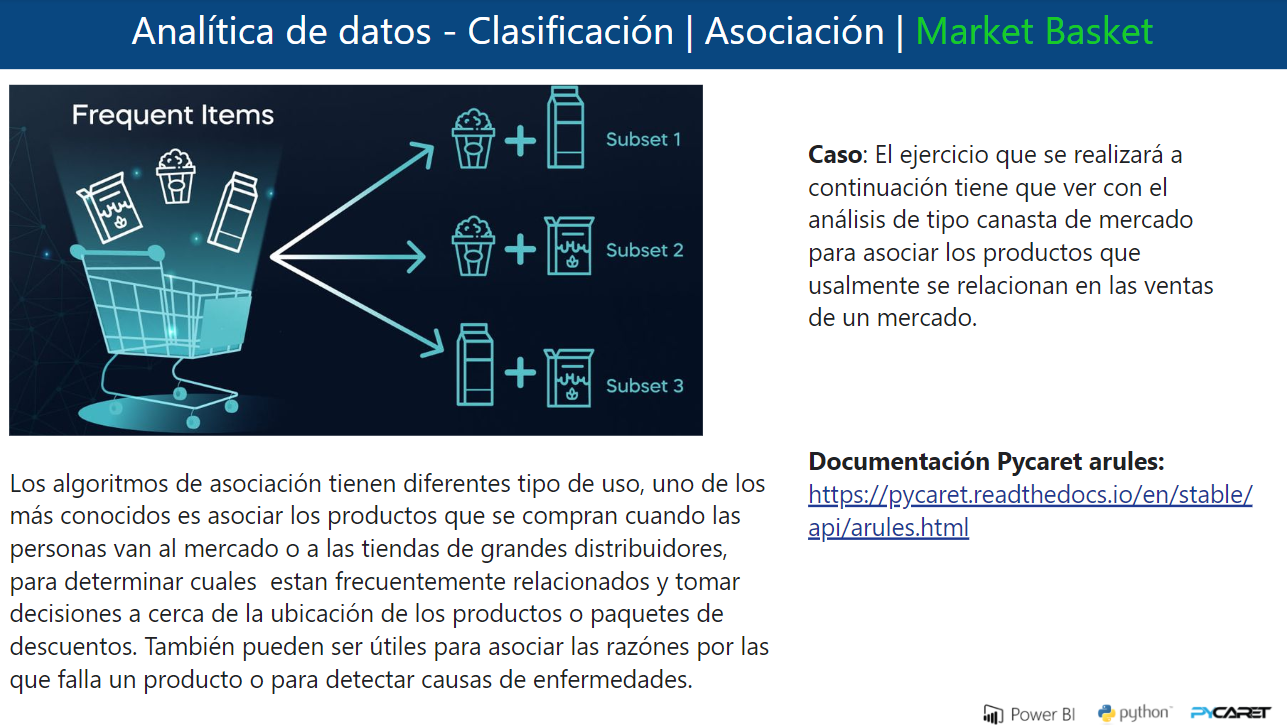 Analítica de datos - Clasificación | Asociación | Market Basket
Frequent Items
Subset 1
Subset 2
Subset 3
Caso: El ejercicio que se realizará a
continuación tiene que ver con el
análisis de tipo canasta de mercado
para asociar los productos que
usalmente se relacionan en las ventas
de un mercado.
Documentación Pycaret arules:
https://pycaret.readthedocs.io/en/stable/
api/arules.html
Los algoritmos de asociación tienen diferentes tipo de uso, uno de los
más conocidos es asociar los productos que se compran cuando las
personas van al mercado o a las tiendas de grandes distribuidores,
para determinar cuales  estan frecuentemente relacionados y tomar
decisiones a cerca de la ubicación de los productos o paquetes de
descuentos. También pueden ser útiles para asociar las razónes por las
que falla un producto o para detectar causas de enfermedades.
Power BI
python
PYCARET